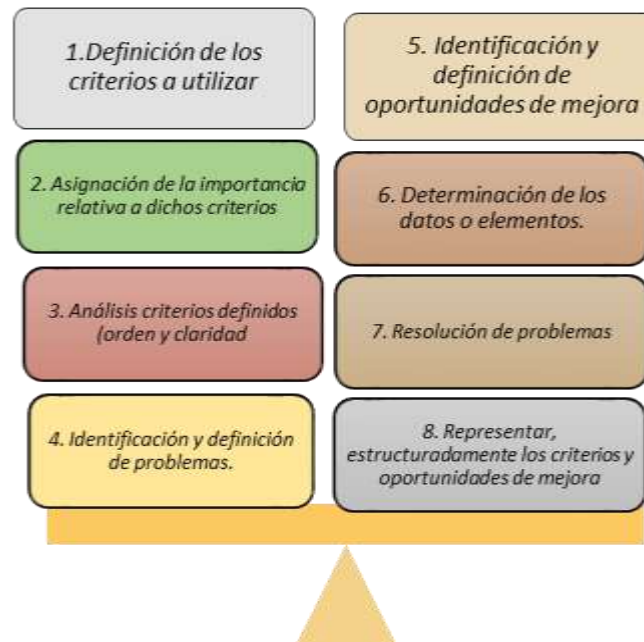 1.Definición de los
criterios a utilizar
2. Asignación de la importancia
relativa a dichos criterios
3. Análisis criterios definidos
(orden y claridad
4. Identificación y definición
de problemas.
5. Identificación y
definición de
oportunidades de mejora
6. Determinación de los
datos o elementos.
7. Resolución de problemas
8. Representar,
estructuradamente los criterios y
oportunidades de mejora